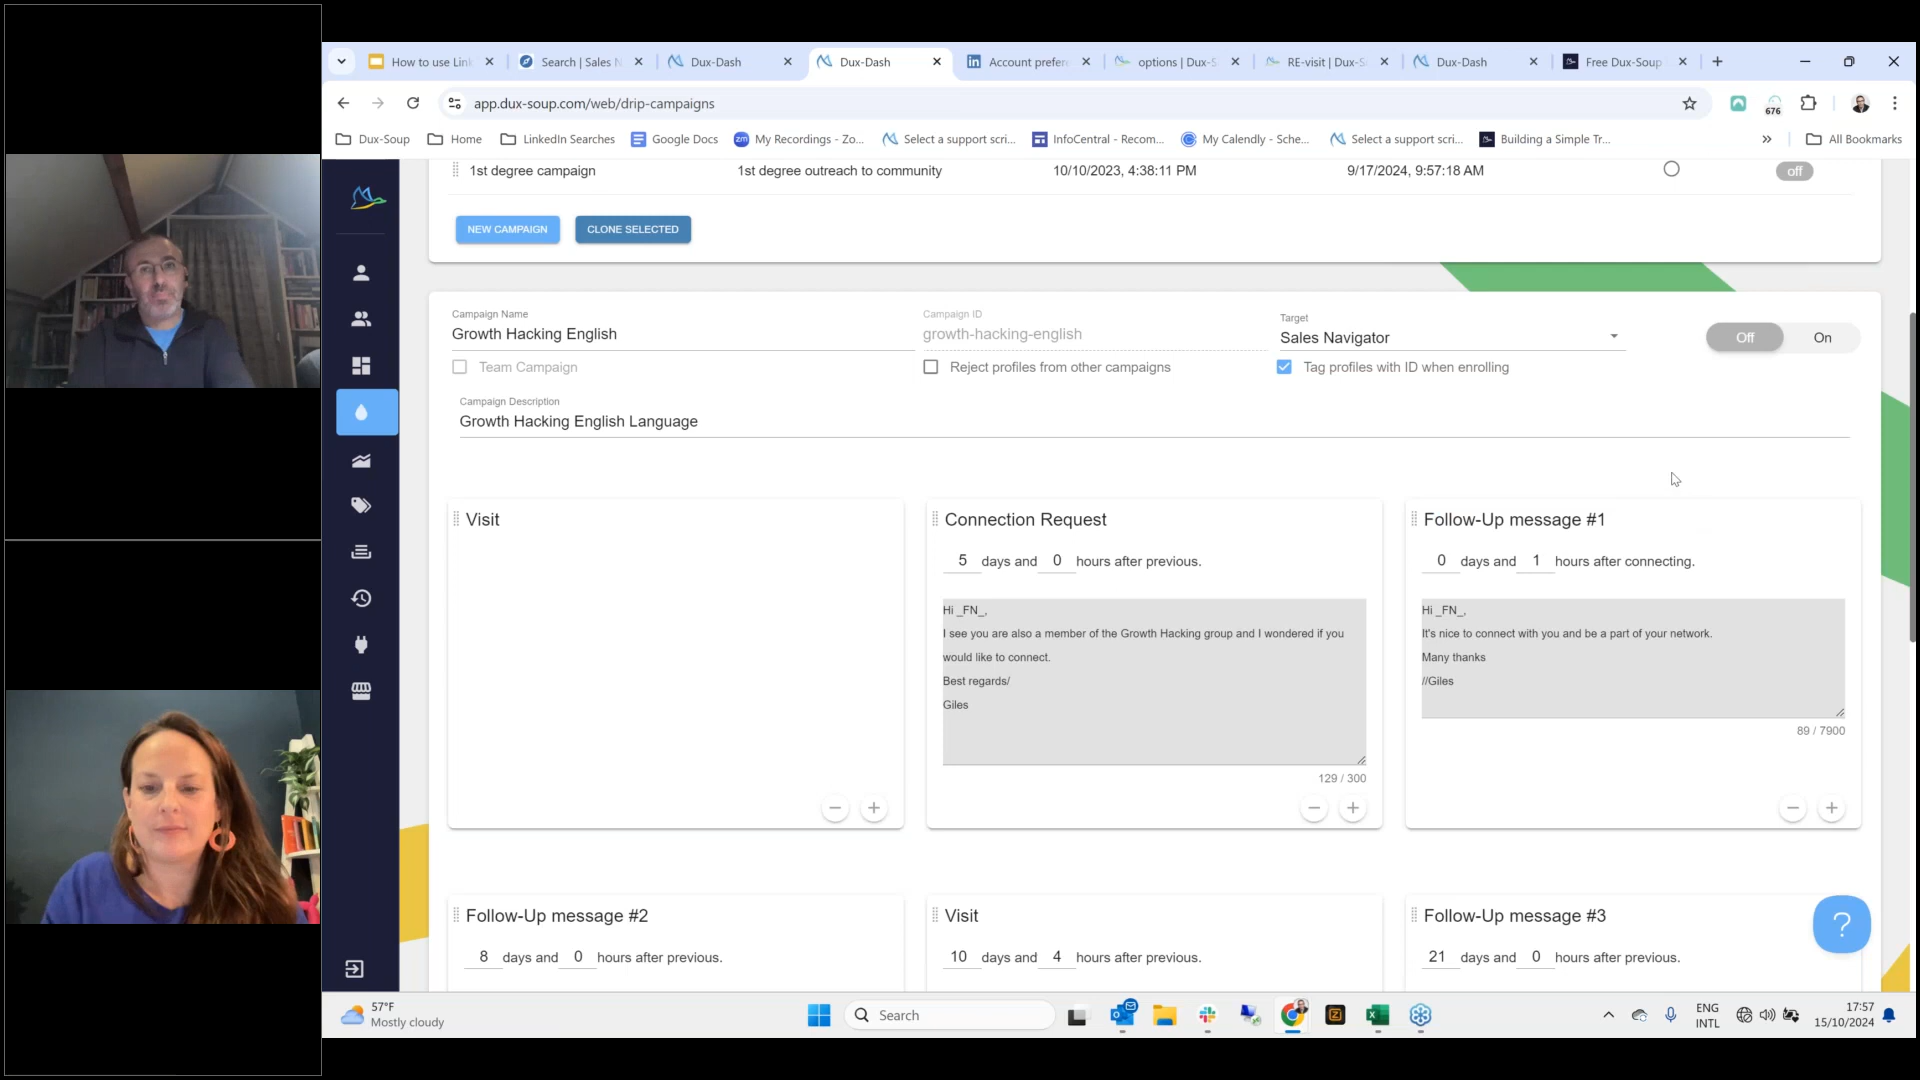 How to use Link
Search | Sales N
Dux-Dash
Dux-Dash
Account prefer
options | Dux-S
RE-visit | Dux-S
Dux-Dash
Free Dux-Soup
app.dux-soup.com/web/drip-campaigns
676
Dux-Soup
Home
LinkedIn Searches
Google Docs
zm
My Recordings - Zo...
Select a support scri...
InfoCentral - Recom...
My Calendly - Sche...
Select a support scri...
Building a Simple Tr...
»
All Bookmarks
1st degree campaign
1st degree outreach to community
10/10/2023, 4:38:11 PM
9/17/2024, 9:57:18 AM
off
NEW CAMPAIGN
CLONE SELECTED
Campaign Name
Growth Hacking English
Campaign ID
growth-hacking-english
Target
Sales Navigator
Off
On
Team Campaign
Reject profiles from other campaigns
Tag profiles with ID when enrolling
Campaign Description
Growth Hacking English Language
Visit
Connection Request
5 days and 0 hours after previous.
Hi _FN_,
I see you are also a member of the Growth Hacking group and I wondered if you
would like to connect.
Best regards/
Giles
129 / 300
Follow-Up message #1
0 days and 1 hours after connecting.
Hi _FN_,
It's nice to connect with you and be a part of your network.
Many thanks
//Giles
89 / 7900
Follow-Up message #2
8 days and 0 hours after previous.
Visit
10 days and 4 hours after previous.
Follow-Up message #3
21 days and 0 hours after previous.
?
57°F
Mostly cloudy
Search
ENG
INTL
17:57
15/10/2024